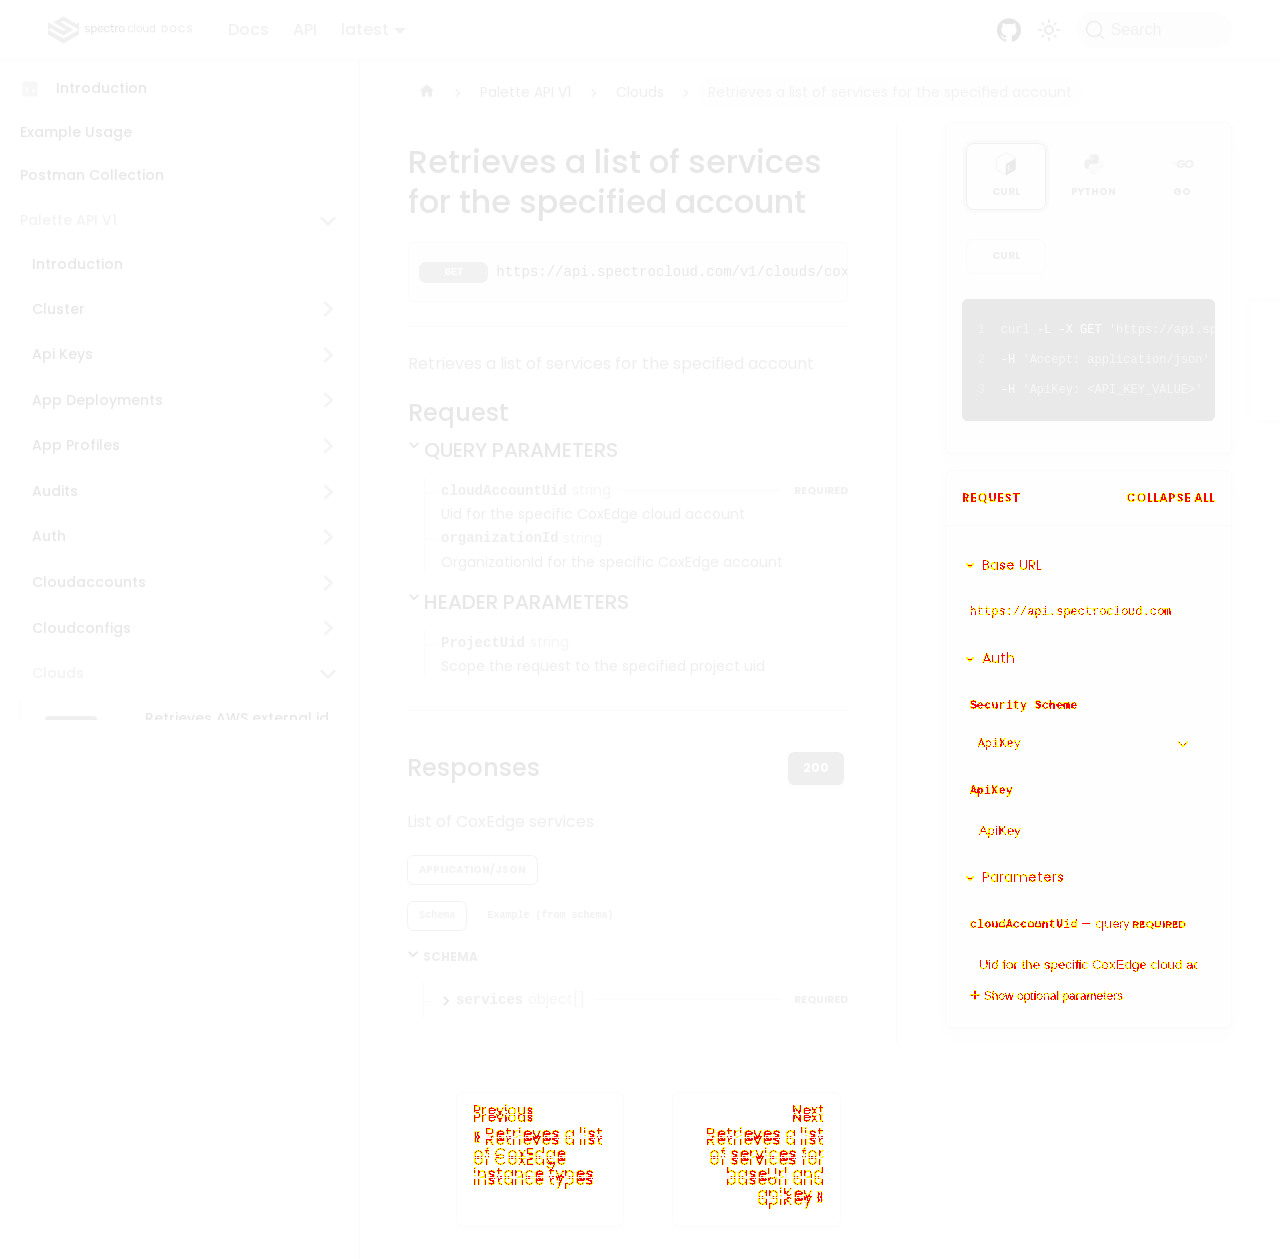 spectro cloud DOCS
Docs
API
latest
Search
Introduction
Example Usage
Postman Collection
Palette API V1
Introduction
Cluster
Api Keys
App Deployments
App Profiles
Audits
Auth
Cloudaccounts
Cloudconfigs
Clouds
Retrieves AWS external id
Palette API V1
Clouds
Retrieves a list of services for the specified account
Retrieves a list of services
for the specified account
GET https://api.spectrocloud.com/v1/clouds/cox
Retrieves a list of services for the specified account
Request
QUERY PARAMETERS
cloudAccountUid string REQUIRED
Uid for the specific CoxEdge cloud account
organizationId string
OrganizationId for the specific CoxEdge account
HEADER PARAMETERS
ProjectUid string
Scope the request to the specified project uid
Responses
200
List of CoxEdge services
APPLICATION/JSON
Schema Example (from schema)
SCHEMA
services object[] REQUIRED
CURL PYTHON GO
CURL
1 curl -L -X GET 'https://api.sp
2 -H 'Accept: application/json'
3 -H 'ApiKey: <API_KEY_VALUE>'
REQUEST COLLAPSE ALL
Base URL
https://api.spectrocloud.com
Auth
Security Scheme
ApiKey
ApiKey
ApiKey
Parameters
cloudAccountUid — query REQUIRED
Uid for the specific CoxEdge cloud ac
Show optional parameters
Previous
« Retrieves a list
of CoxEdge
instance types
Next
Retrieves a list
of services for
baseUrl and
apiKey »